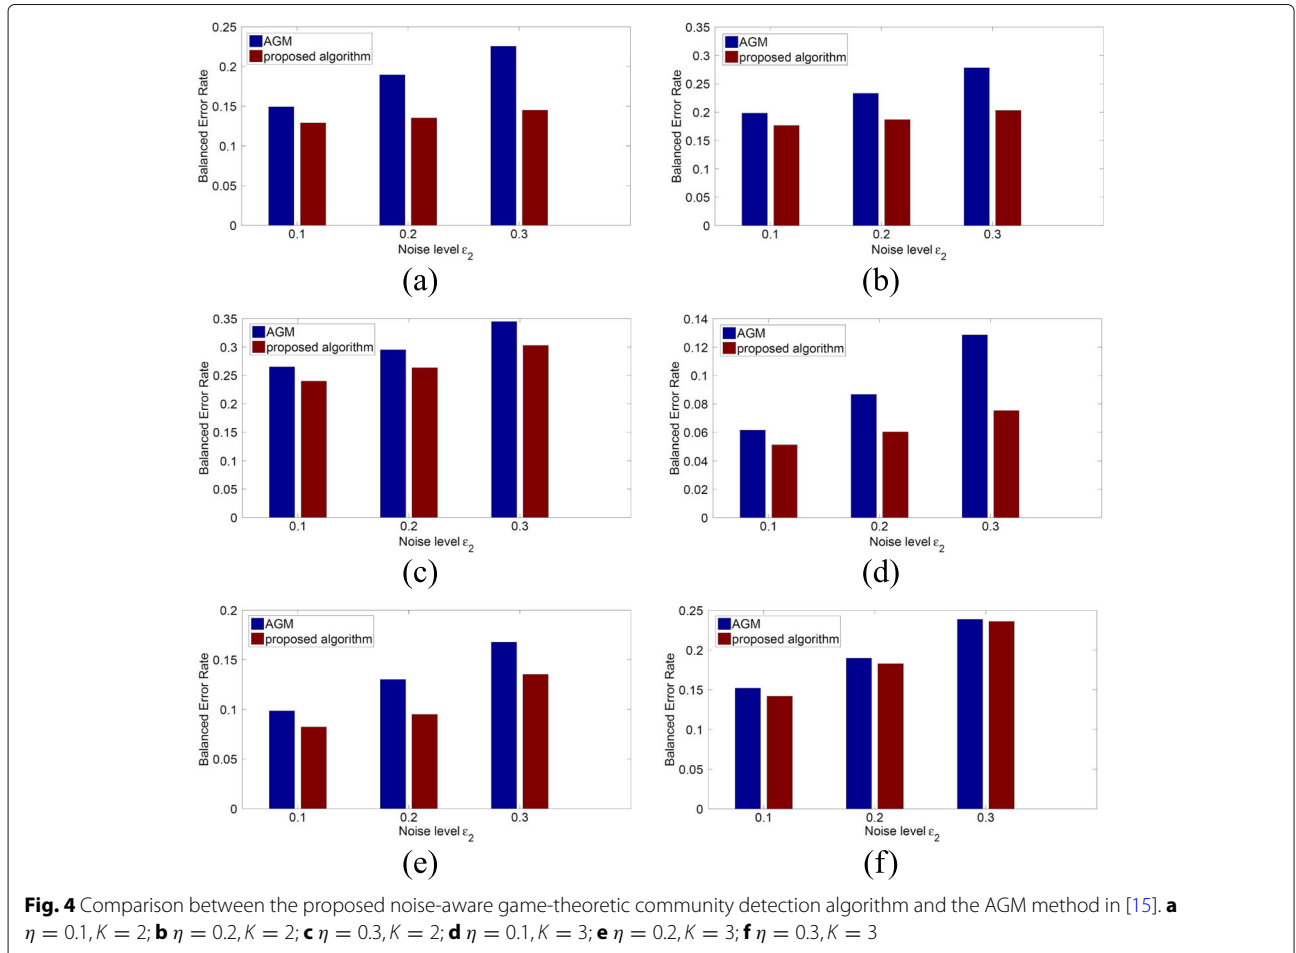 0.25
0.2
0.15
0.1
0.05
0
Balanced Error Rate
AGM
proposed algorithm
0.1 0.2 0.3
Noise level ε2
(a)
0.35
0.3
0.25
0.2
0.15
0.1
0.05
0
Balanced Error Rate
AGM
proposed algorithm
0.1 0.2 0.3
Noise level ε2
(b)
0.35
0.3
0.25
0.2
0.15
0.1
0.05
0
Balanced Error Rate
AGM
proposed algorithm
0.1 0.2 0.3
Noise level ε2
(c)
0.14
0.12
0.1
0.08
0.06
0.04
0.02
0
Balanced Error Rate
AGM
proposed algorithm
0.1 0.2 0.3
Noise level ε2
(d)
0.2
0.15
0.1
0.05
0
Balanced Error Rate
AGM
proposed algorithm
0.1 0.2 0.3
Noise level ε2
(e)
0.25
0.2
0.15
0.1
0.05
0
Balanced Error Rate
AGM
proposed algorithm
0.1 0.2 0.3
Noise level ε2
(f)
Fig. 4 Comparison between the proposed noise-aware game-theoretic community detection algorithm and the AGM method in [15]. a
η = 0.1, K = 2; b η = 0.2, K = 2; c η = 0.3, K = 2; d η = 0.1, K = 3; e η = 0.2, K = 3; f η = 0.3, K = 3